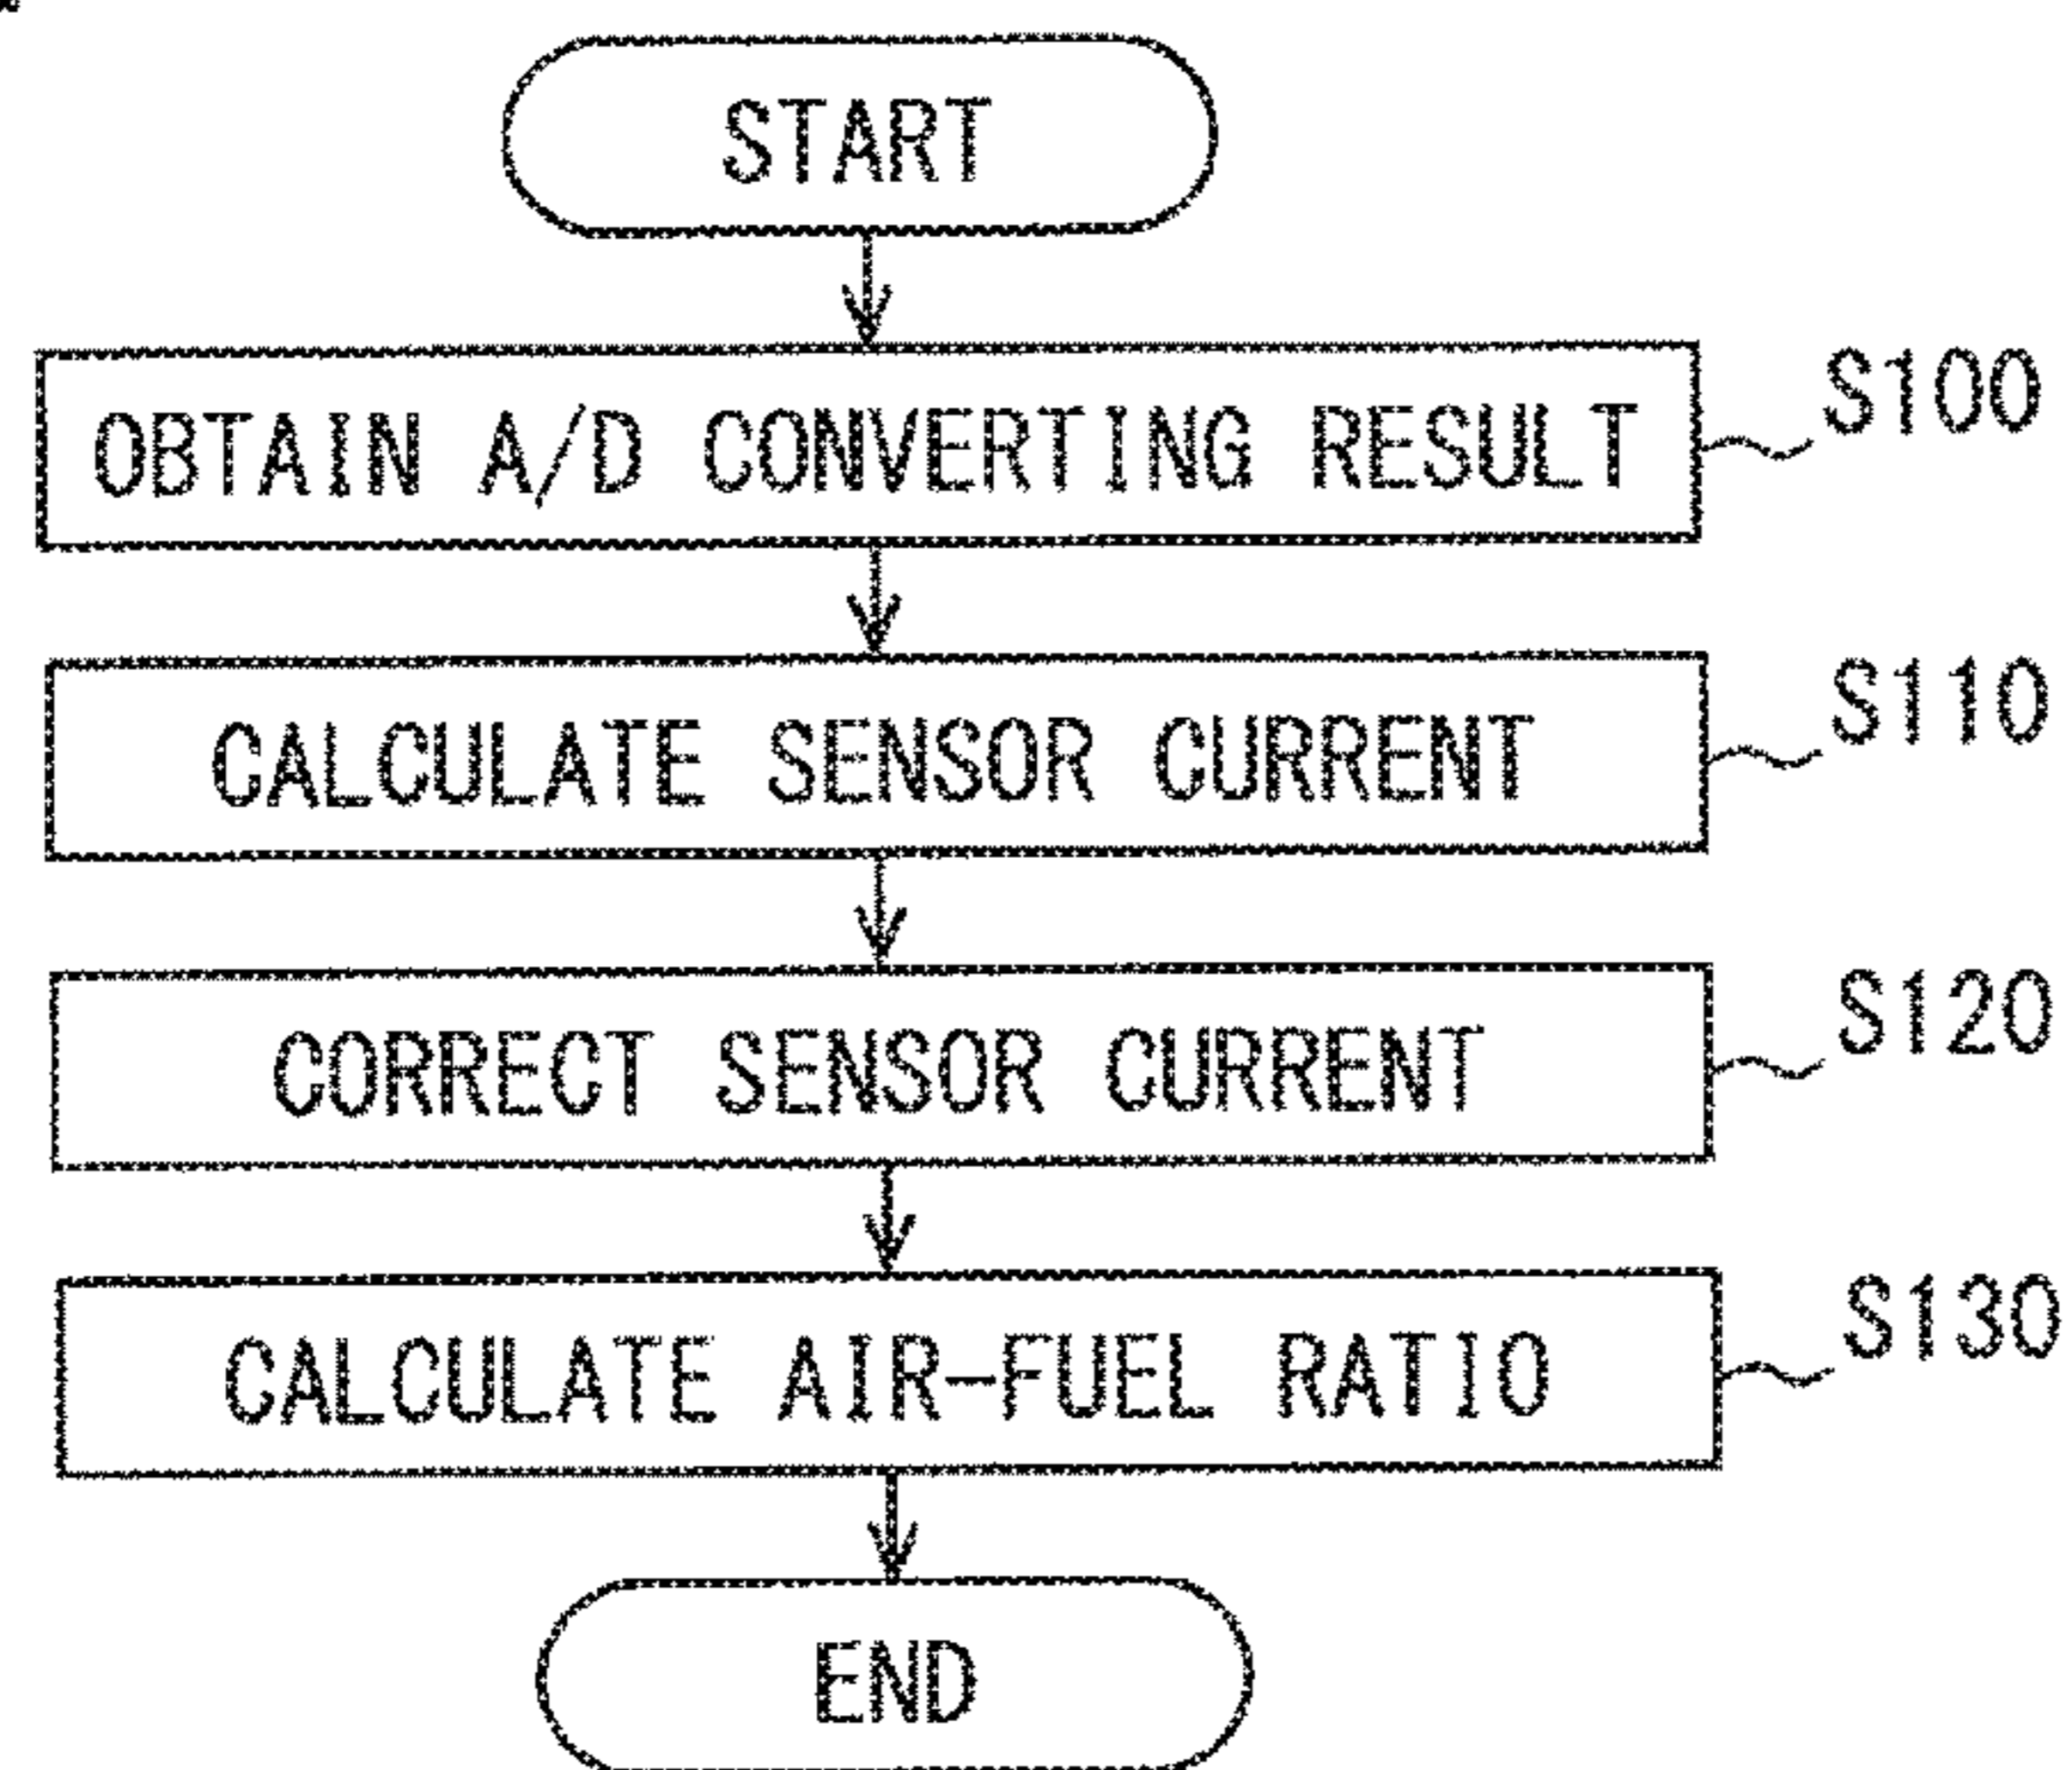 START
OBTAIN A/D CONVERTING RESULT
S100
CALCULATE SENSOR CURRENT
S110
CORRECT SENSOR CURRENT
S120
CALCULATE AIR-FUEL RATIO
S130
END